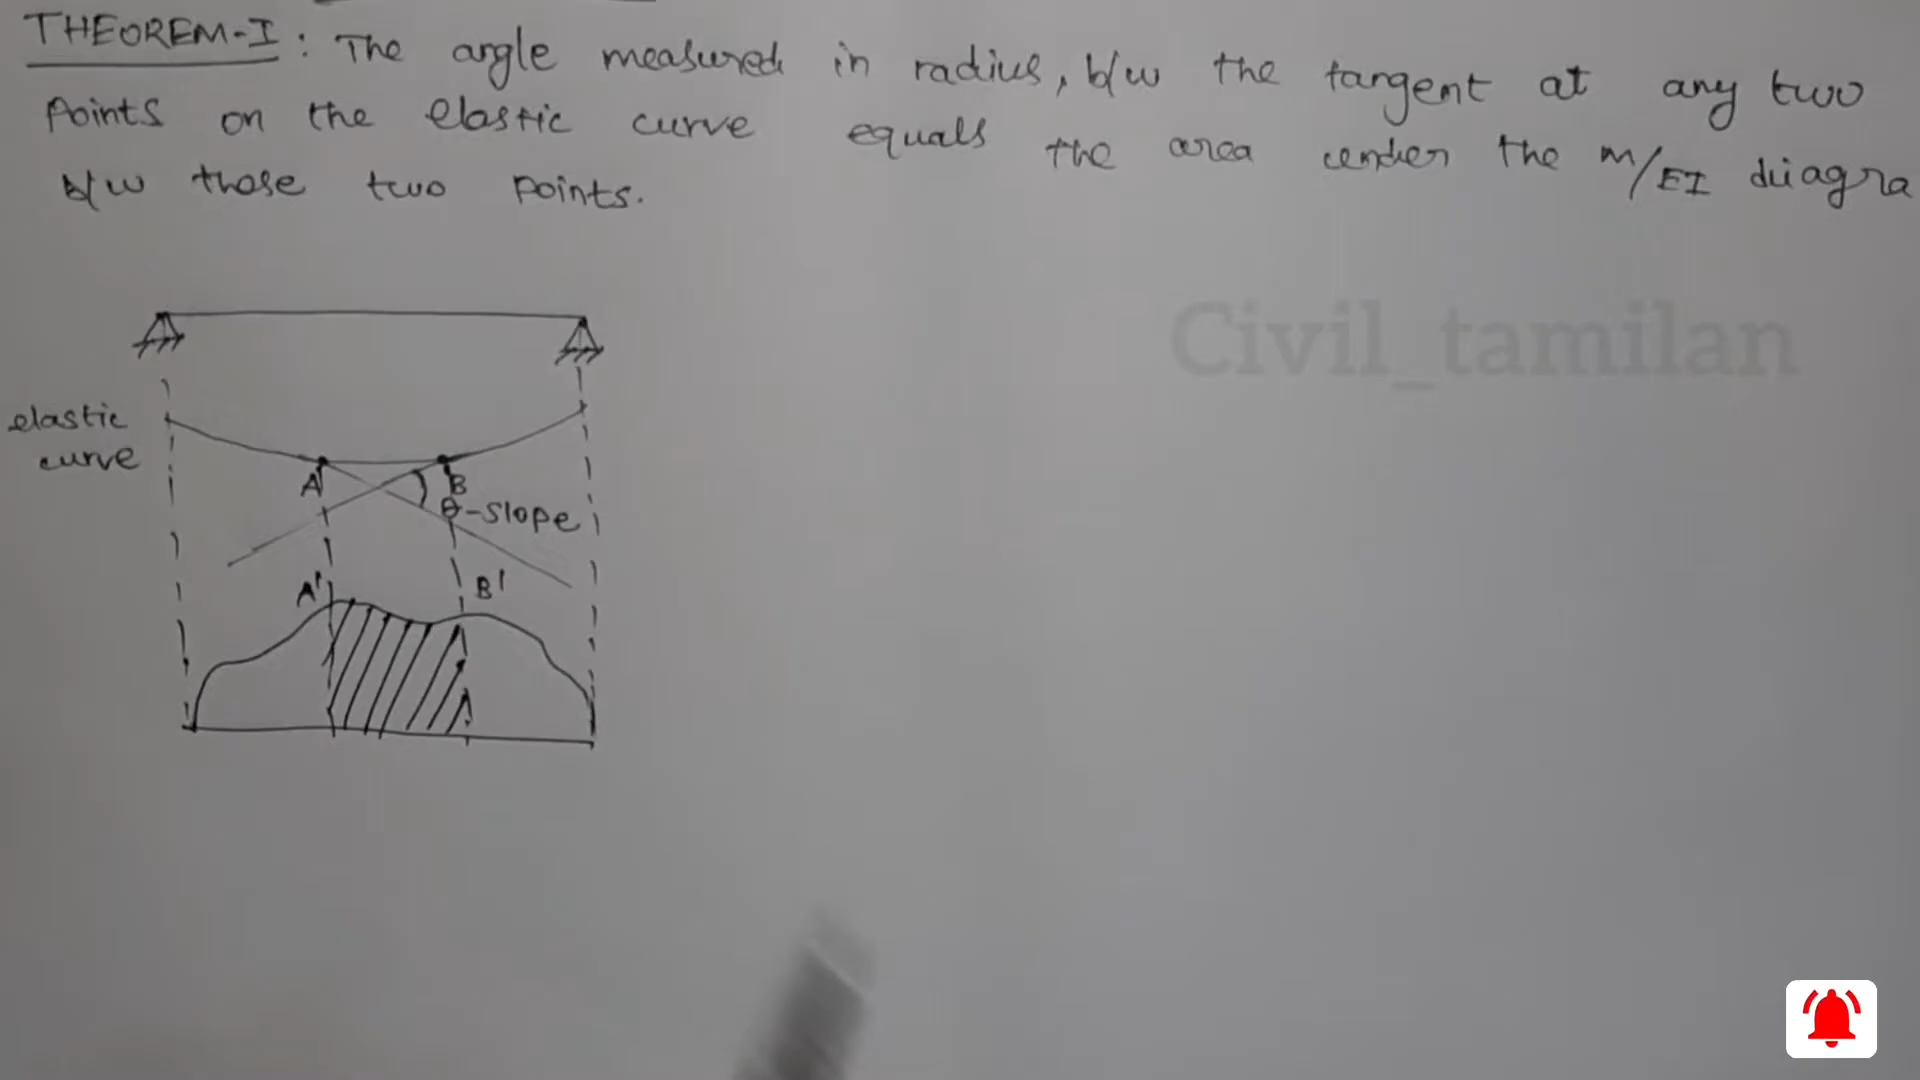 THEOREM-I : The angle measured in radius, b/w the tangent at any two
Points on the elastic curve equals the area under the M/EI diagra
b/w those two points.
Civil_tamilan
elastic
curve
A
B
θ-slope
A'
B'